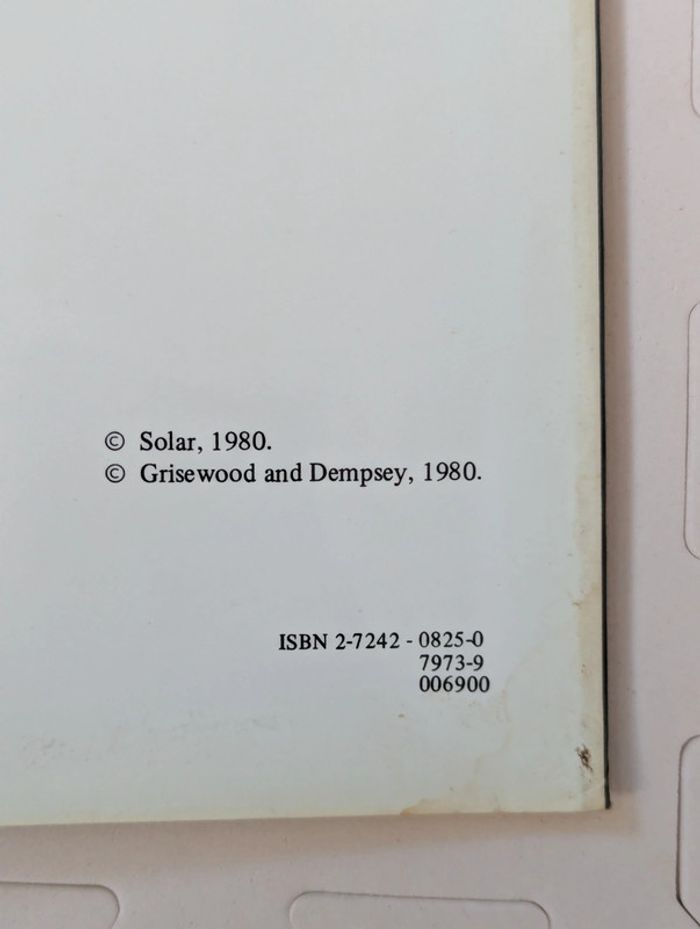 © Solar, 1980.
© Grisewood and Dempsey, 1980.
ISBN 2-7242 - 0825-0
7973-9
006900